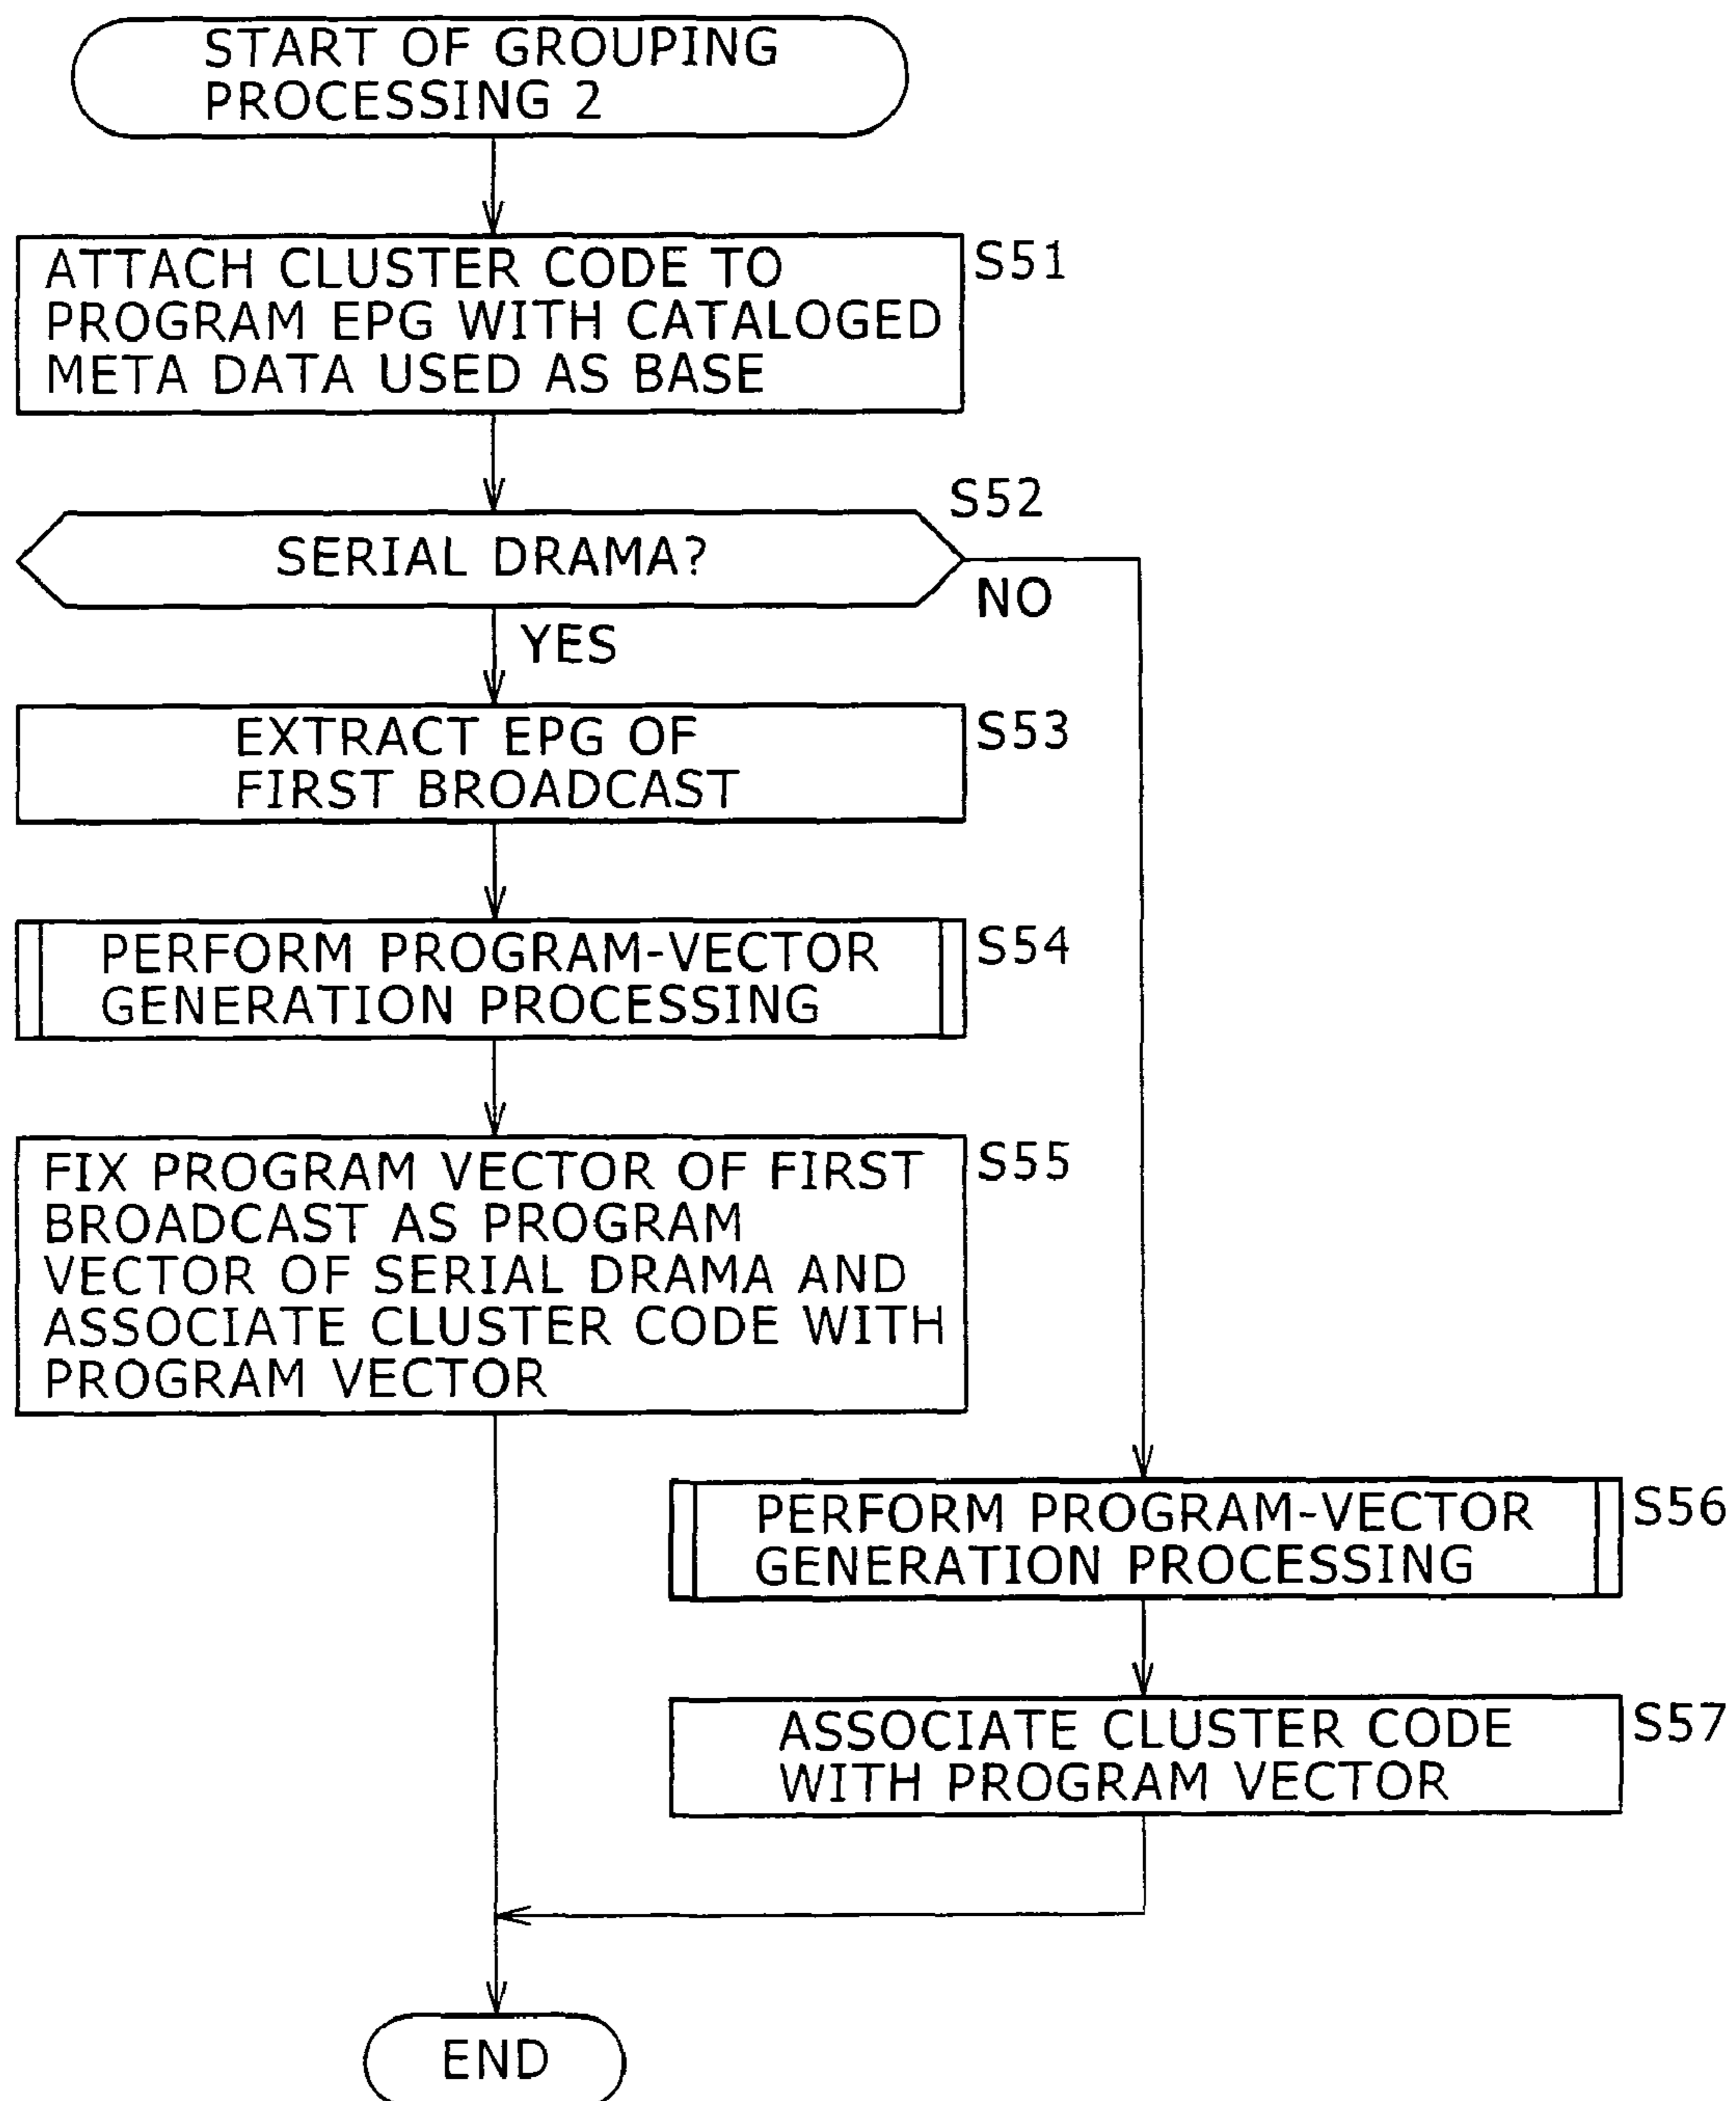 START OF GROUPING
PROCESSING 2
ATTACH CLUSTER CODE TO
PROGRAM EPG WITH CATALOGED
META DATA USED AS BASE
S51
S52
SERIAL DRAMA?
NO
YES
EXTRACT EPG OF
FIRST BROADCAST
S53
PERFORM PROGRAM-VECTOR
GENERATION PROCESSING
S54
FIX PROGRAM VECTOR OF FIRST
BROADCAST AS PROGRAM
VECTOR OF SERIAL DRAMA AND
ASSOCIATE CLUSTER CODE WITH
PROGRAM VECTOR
S55
PERFORM PROGRAM-VECTOR
GENERATION PROCESSING
S56
ASSOCIATE CLUSTER CODE
WITH PROGRAM VECTOR
S57
END